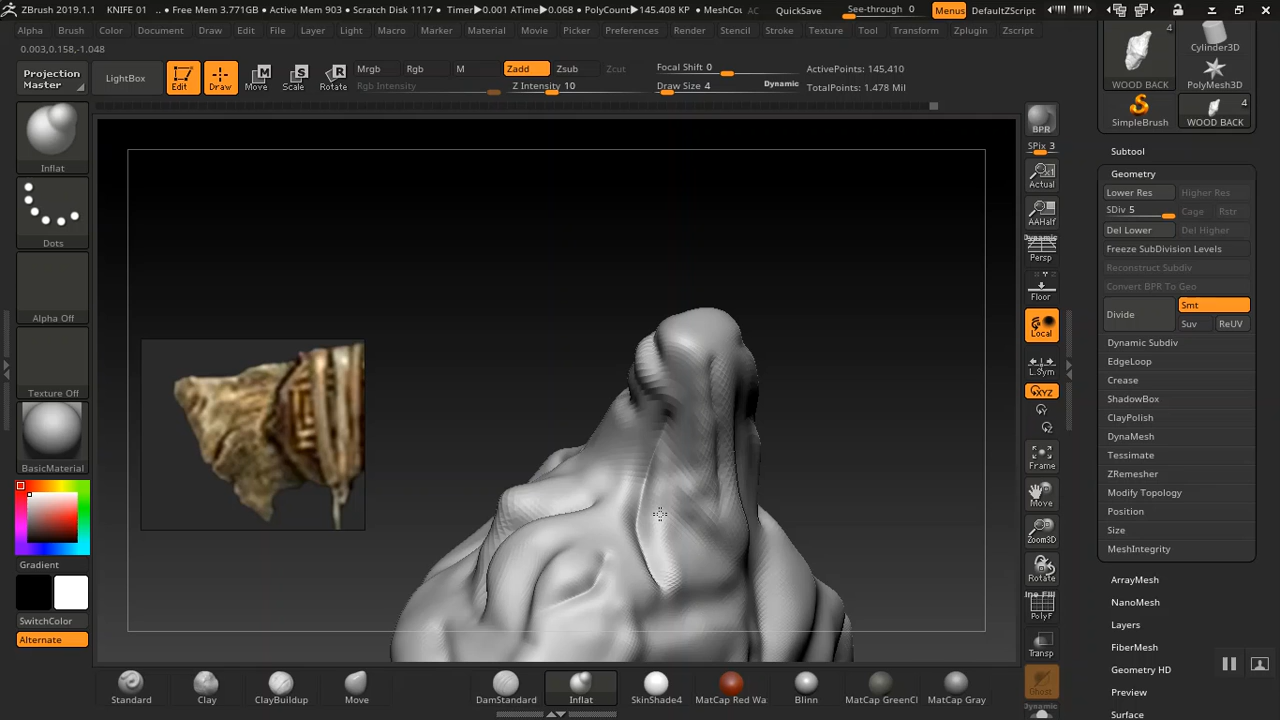 ZBrush 2019.1.1 KNIFE 01 .. • Free Mem 3.771GB • Active Mem 903 • Scratch Disk 1117 • Timer▶0.001 ATime▶0.068 • PolyCount▶145.408 KP • MeshCou AC QuickSave See-through 0 Menus DefaultZScript
Alpha Brush Color Document Draw Edit File Layer Light Macro Marker Material Movie Picker Preferences Render Stencil Stroke Texture Tool Transform Zplugin Zscript
0.003,0.158,-1.048
Projection Master
LightBox
Edit Draw Move Scale Rotate
Mrgb Rgb M Zadd Zsub Zcut
Rgb Intensity Z Intensity 10
Focal Shift 0
Draw Size 4 Dynamic
ActivePoints: 145,410
TotalPoints: 1.478 Mil
Inflat
Dots
Alpha Off
Texture Off
BasicMaterial
Gradient
SwitchColor
Alternate
BPR
SPix 3
Actual
AAHalf
Dynamic
Persp
Floor
Local
L.Sym
XYZ
Frame
Move
Zoom3D
Rotate
Line Fill
PolyF
Transp
Ghost
Dynamic
4
WOOD BACK
Cylinder3D
PolyMesh3D
SimpleBrush
4
WOOD BACK
Subtool
Geometry
Lower Res Higher Res
SDiv 5 Cage Rstr
Del Lower Del Higher
Freeze SubDivision Levels
Reconstruct Subdiv
Convert BPR To Geo
Divide Smt
Suv ReUV
Dynamic Subdiv
EdgeLoop
Crease
ShadowBox
ClayPolish
DynaMesh
Tessimate
ZRemesher
Modify Topology
Position
Size
MeshIntegrity
ArrayMesh
NanoMesh
Layers
FiberMesh
Geometry HD
Preview
Surface
Standard Clay ClayBuildup Move DamStandard Inflat SkinShade4 MatCap Red Wa Blinn MatCap GreenCl MatCap Gray